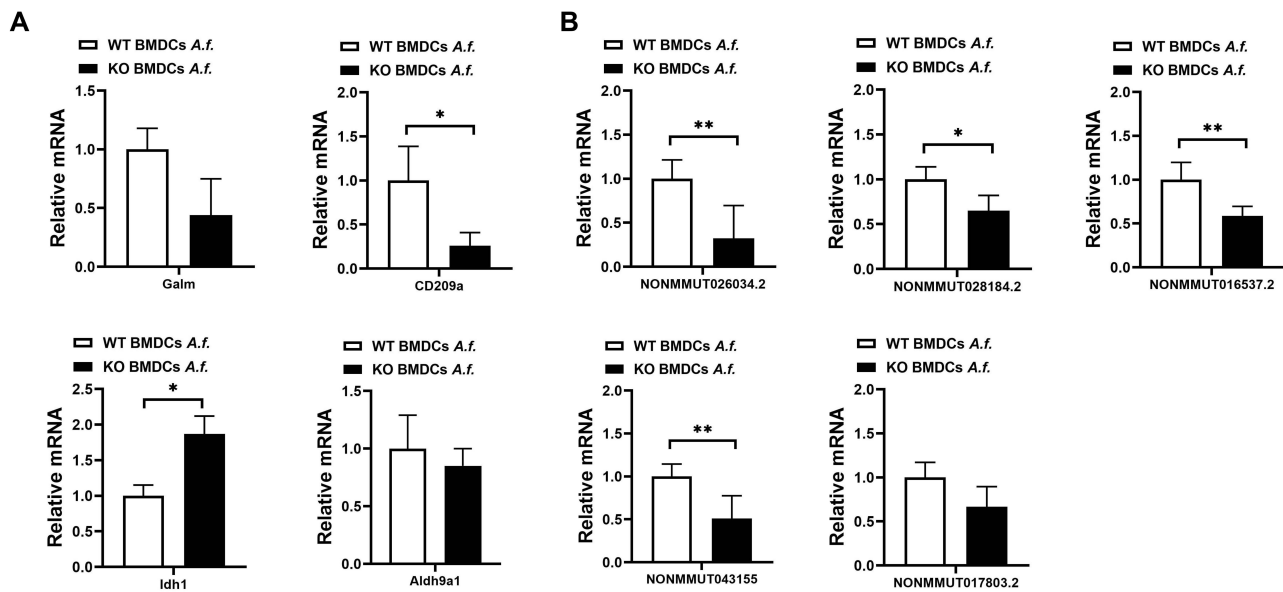 A
WT BMDCs A.f.
KO BMDCs A.f.
Relative mRNA
1.5
1.0
0.5
0.0
Galm
WT BMDCs A.f.
KO BMDCs A.f.
Relative mRNA
2.0
1.5
1.0
0.5
0.0
*
CD209a
B
WT BMDCs A.f.
KO BMDCs A.f.
Relative mRNA
2.0
1.5
1.0
0.5
0.0
**
NONMMUT026034.2
WT BMDCs A.f.
KO BMDCs A.f.
Relative mRNA
2.0
1.5
1.0
0.5
0.0
*
NONMMUT028184.2
WT BMDCs A.f.
KO BMDCs A.f.
Relative mRNA
2.0
1.5
1.0
0.5
0.0
**
NONMMUT016537.2
WT BMDCs A.f.
KO BMDCs A.f.
Relative mRNA
2.5
2.0
1.5
1.0
0.5
0.0
*
Idh1
WT BMDCs A.f.
KO BMDCs A.f.
Relative mRNA
1.5
1.0
0.5
0.0
Aldh9a1
WT BMDCs A.f.
KO BMDCs A.f.
Relative mRNA
2.0
1.5
1.0
0.5
0.0
**
NONMMUT043155
WT BMDCs A.f.
KO BMDCs A.f.
Relative mRNA
2.0
1.5
1.0
0.5
0.0
NONMMUT017803.2